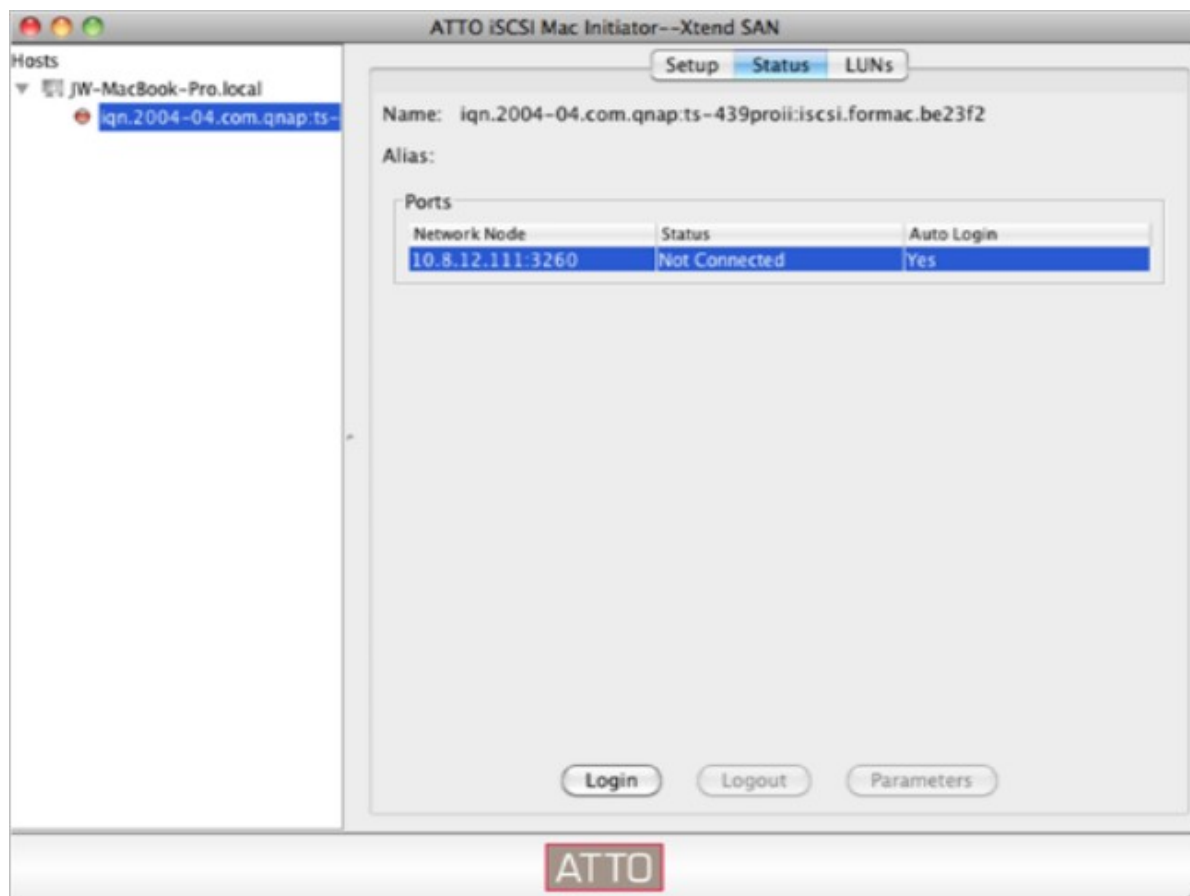 ATTO iSCSI Mac Initiator--Xtend SAN
Hosts
JW-MacBook-Pro.local
iqn.2004-04.com.qnap:ts-
Setup Status LUNs
Name: iqn.2004-04.com.qnap:ts-439proii:iscsi.formac.be23f2
Alias:
Ports
Network Node Status Auto Login
10.8.12.111:3260 Not Connected Yes
Login Logout Parameters
ATTO